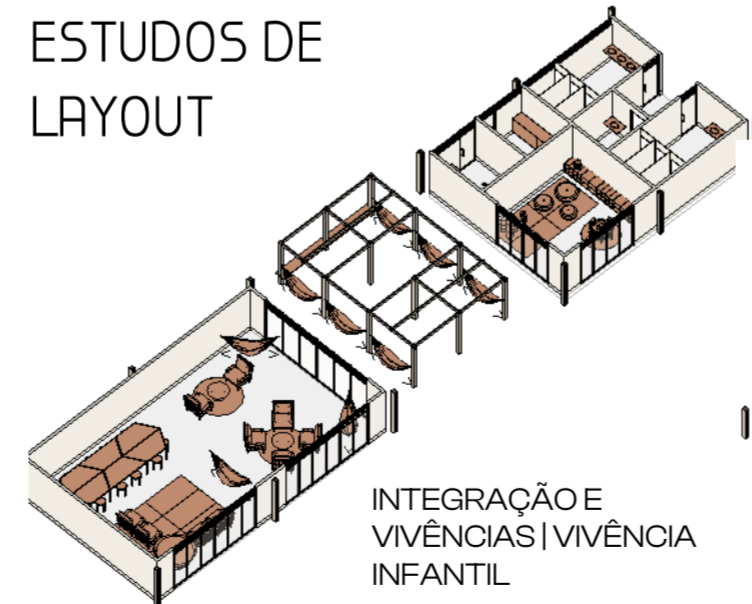 ESTUDOS DE
LAYOUT
INTEGRAÇÃO E
VIVÊNCIAS | VIVÊNCIA
INFANTIL